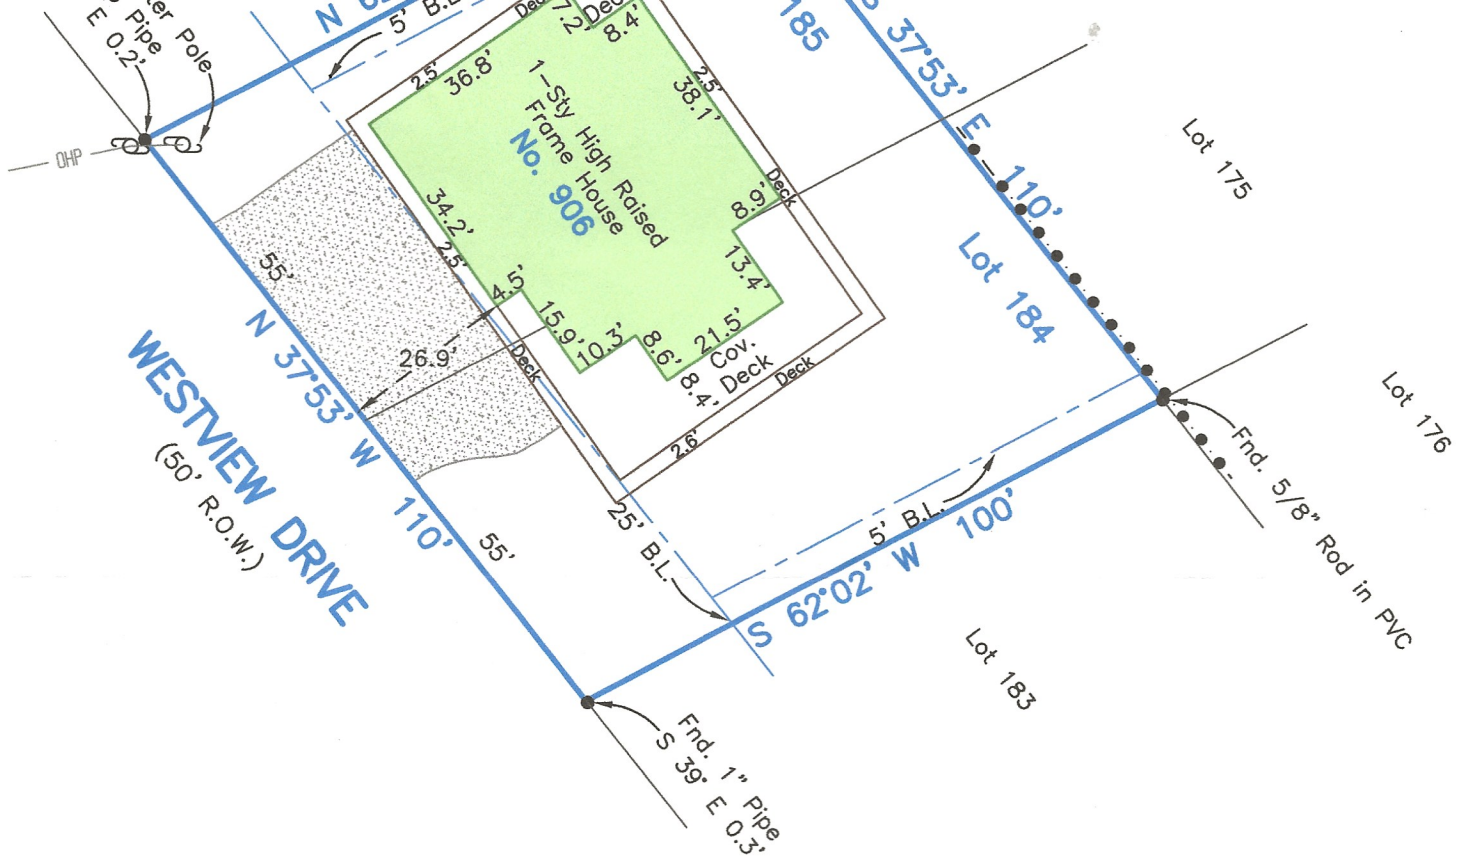 ter Pole
Pipe
E 0.2'
OHP
N
5' B.L.
2.5'
36.8'
7.2'
8.4'
185
S 37°53' E 110'
Lot 175
1-Sty High Raised
Frame House
No. 906
2.5'
38.1'
Deck
8.9'
13.4'
34.2'
2.5'
4.5'
15.9'
10.3'
8.6'
21.5'
Cov.
Deck
8.4'
Deck
2.6'
Deck
55'
26.9'
N 37°53' W 110'
55'
WESTVIEW DRIVE
(50' R.O.W.)
Lot 184
Lot 176
25' B.L.
5' B.L.
S 62°02' W 100'
Fnd. 5/8" Rod in PVC
Lot 183
Fnd. 1" Pipe
S 39° E 0.3'